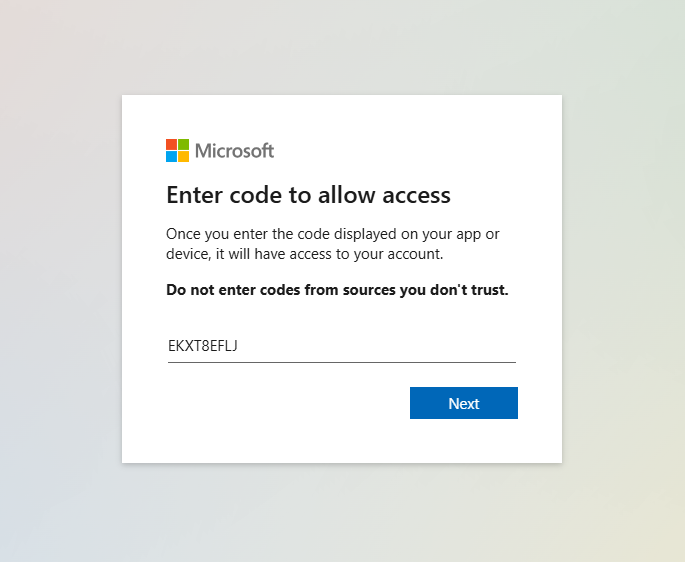 Microsoft
Enter code to allow access
Once you enter the code displayed on your app or
device, it will have access to your account.
Do not enter codes from sources you don't trust.
EKXT8EFLJ
Next